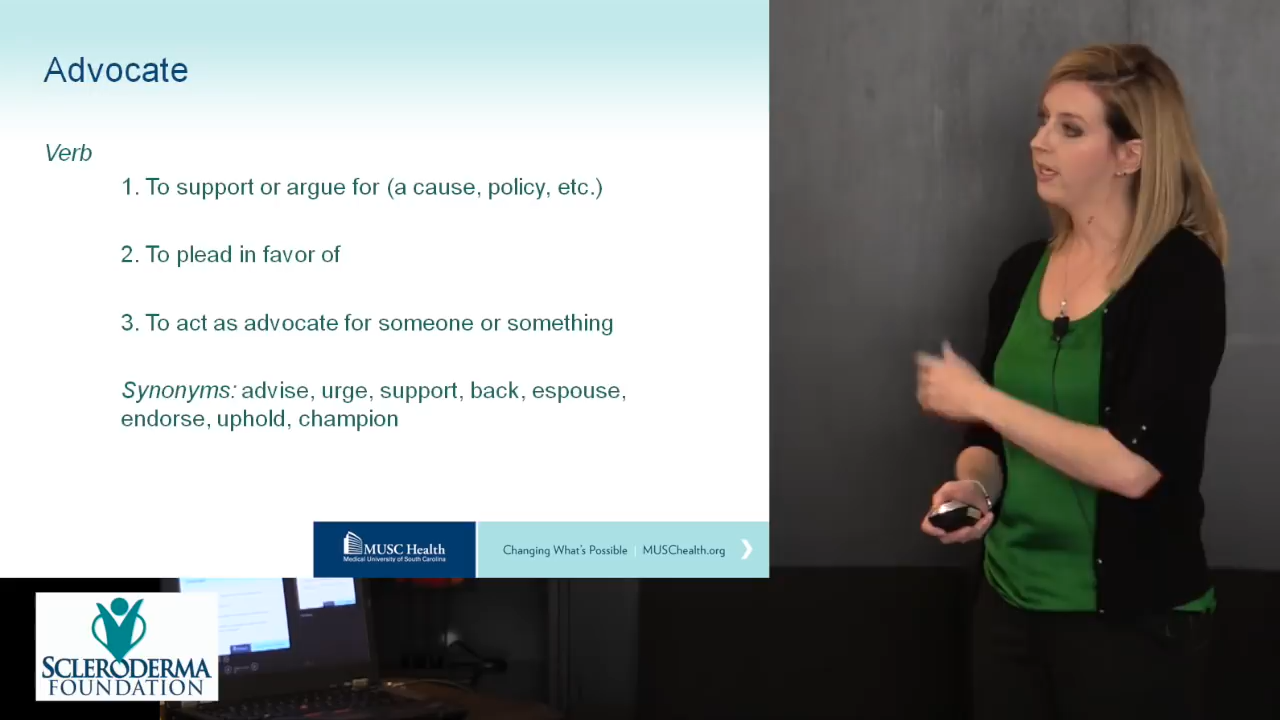 Advocate
Verb
1. To support or argue for (a cause, policy, etc.)
2. To plead in favor of
3. To act as advocate for someone or something
Synonyms: advise, urge, support, back, espouse,
endorse, uphold, champion
MUSC Health
Medical University of South Carolina
Changing What's Possible | MUSChealth.org
SCLERODERMA
FOUNDATION